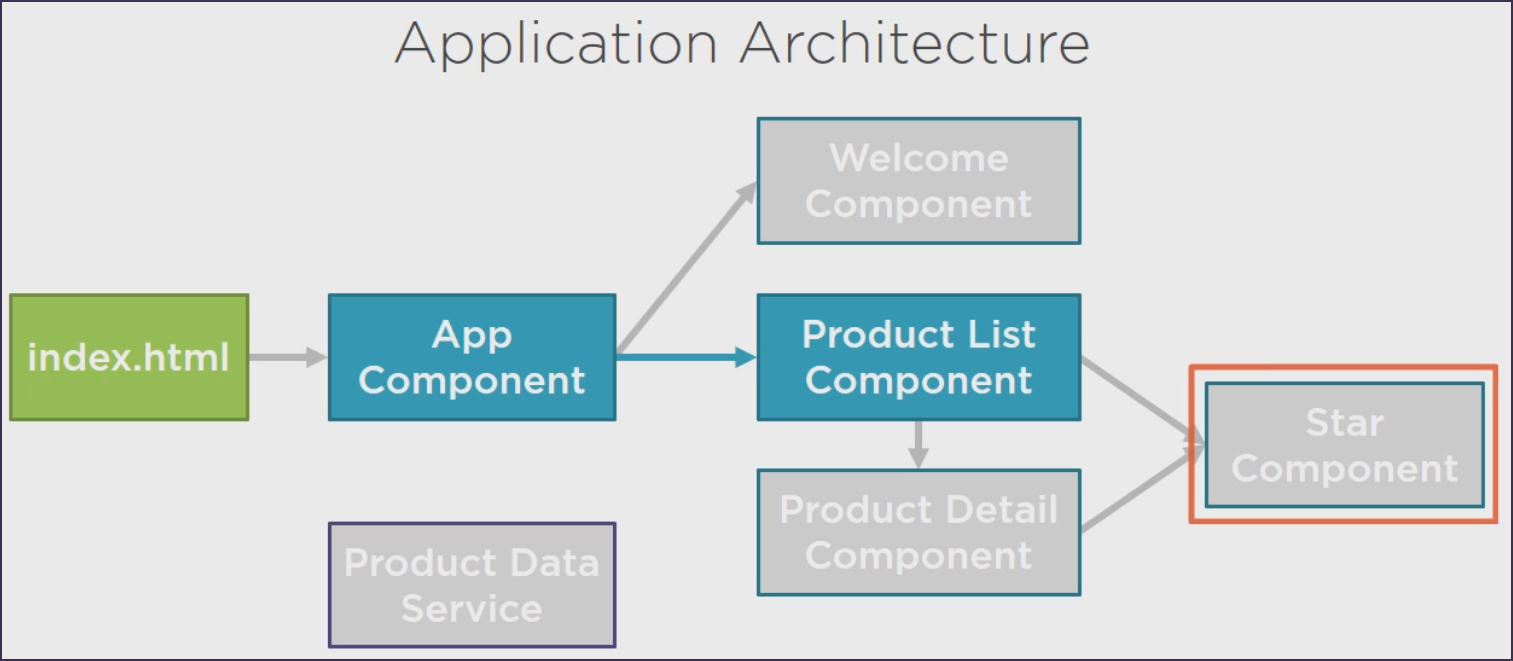 Application Architecture
Welcome
Component
index.html
App
Component
Product List
Component
Star
Component
Product Detail
Component
Product Data
Service